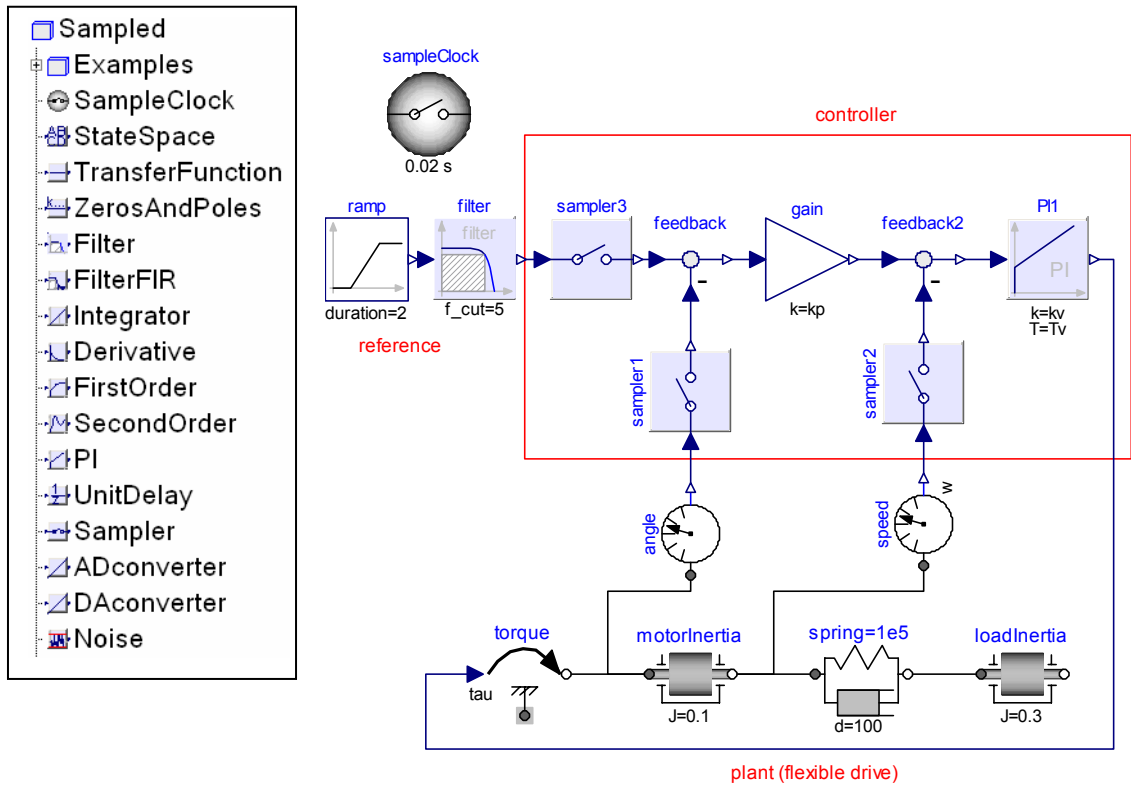 Sampled
Examples
SampleClock
StateSpace
TransferFunction
ZerosAndPoles
Filter
FilterFIR
Integrator
Derivative
FirstOrder
SecondOrder
PI
UnitDelay
Sampler
ADconverter
DAconverter
Noise
sampleClock
0.02 s
controller
ramp
filter
sampler3
feedback
gain
feedback2
PI1
filter
PI
duration=2
f_cut=5
k=kp
k=kv
T=Tv
reference
sampler1
sampler2
angle
speed
w
torque
motorInertia
spring=1e5
loadInertia
tau
J=0.1
d=100
J=0.3
plant (flexible drive)